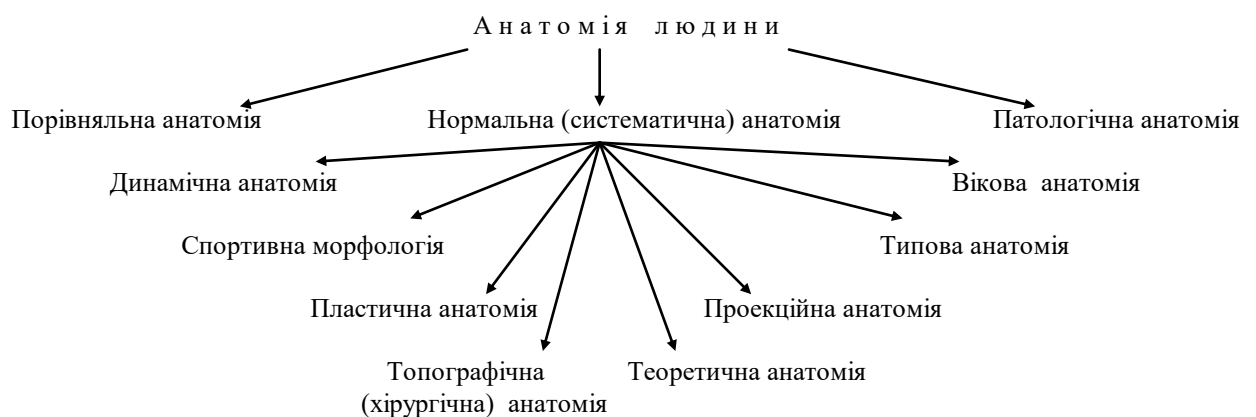 Анатомія людини
Порівняльна анатомія
Нормальна (систематична) анатомія
Патологічна анатомія
Динамічна анатомія
Вікова анатомія
Спортивна морфологія
Типова анатомія
Пластична анатомія
Проекційна анатомія
Топографічна
(хірургічна) анатомія
Теоретична анатомія